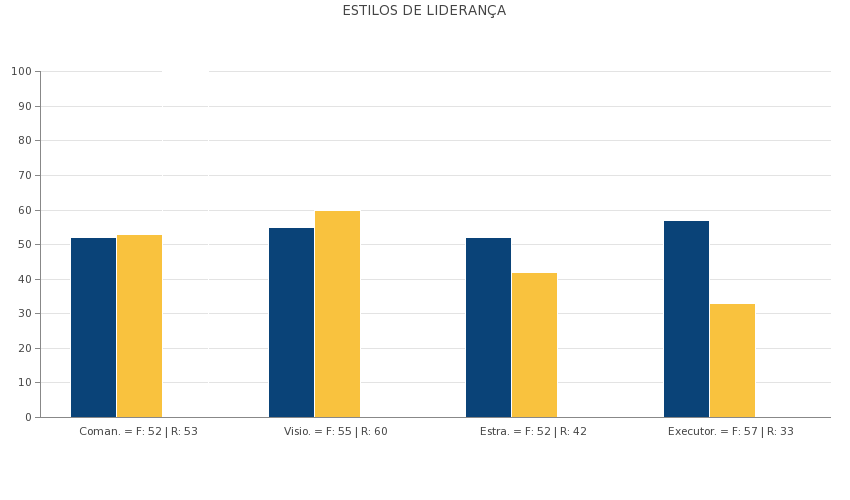 ESTILOS DE LIDERANÇA
100
90
80
70
60
50
40
30
20
10
0
Coman. = F: 52 | R: 53
Visio. = F: 55 | R: 60
Estra. = F: 52 | R: 42
Executor. = F: 57 | R: 33